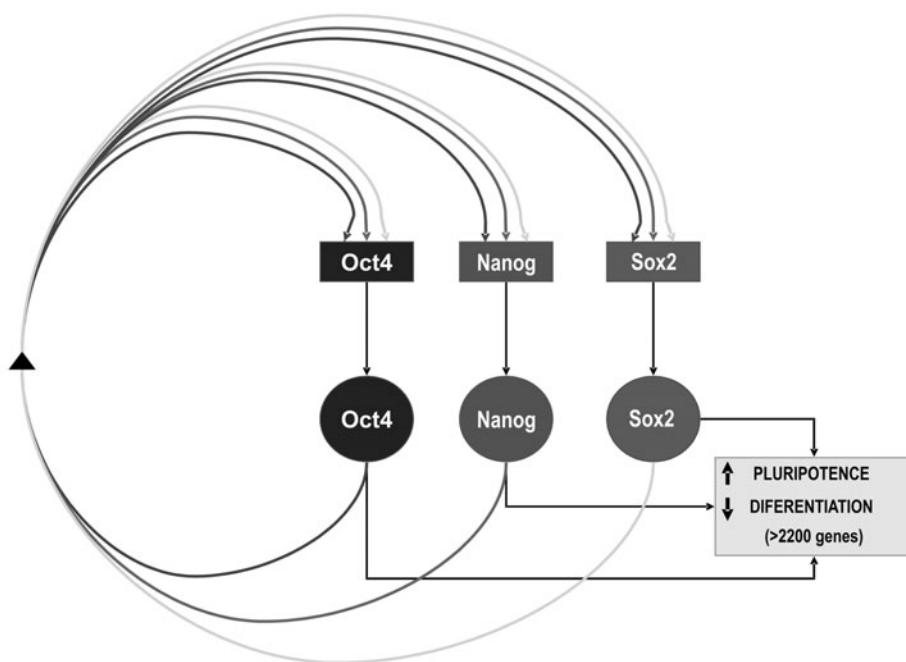 Oct4
Nanog
Sox2
Oct4
Nanog
Sox2
PLURIPOTENCE
DIFERENTIATION
(>2200 genes)